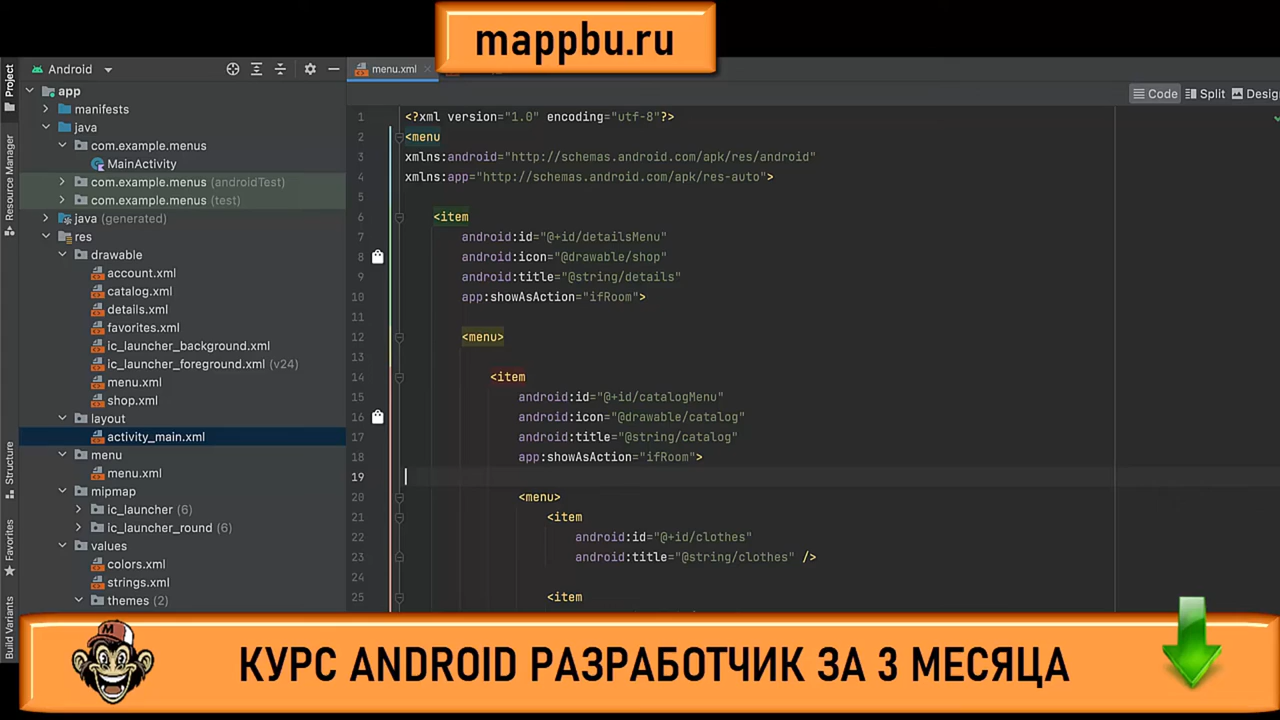 mappbu.ru
Android
app
manifests
java
com.example.menus
MainActivity
com.example.menus (androidTest)
com.example.menus (test)
java (generated)
res
drawable
account.xml
catalog.xml
details.xml
favorites.xml
ic_launcher_background.xml
ic_launcher_foreground.xml (v24)
menu.xml
shop.xml
layout
activity_main.xml
menu
menu.xml
mipmap
ic_launcher (6)
ic_launcher_round (6)
values
colors.xml
strings.xml
themes (2)
Project
Resource Manager
Structure
Favorites
Build Variants
menu.xml
Code Split Desig
1 <?xml version="1.0" encoding="utf-8"?>
2 <menu
3 xmlns:android="http://schemas.android.com/apk/res/android"
4 xmlns:app="http://schemas.android.com/apk/res-auto">
5
6 <item
7 android:id="@+id/detailsMenu"
8 android:icon="@drawable/shop"
9 android:title="@string/details"
10 app:showAsAction="ifRoom">
11
12 <menu>
13
14 <item
15 android:id="@+id/catalogMenu"
16 android:icon="@drawable/catalog"
17 android:title="@string/catalog"
18 app:showAsAction="ifRoom">
19
20 <menu>
21 <item
22 android:id="@+id/clothes"
23 android:title="@string/clothes" />
24
25 <item
M
КУРС ANDROID РАЗРАБОТЧИК ЗА 3 МЕСЯЦА